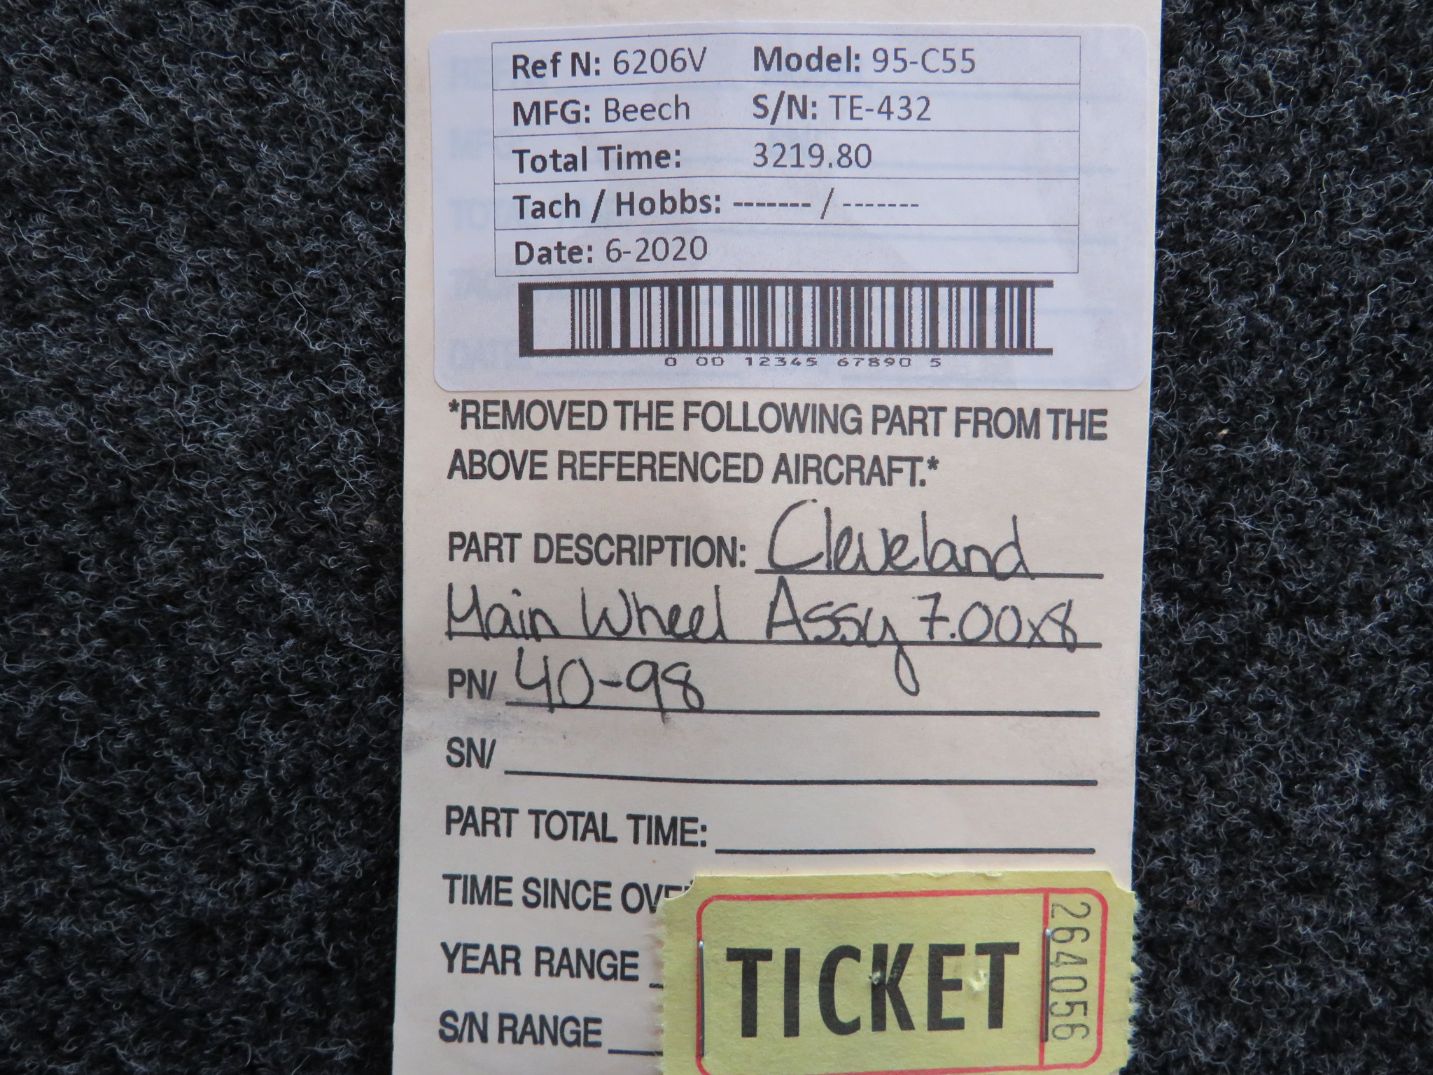 Ref N: 6206V Model: 95-C55
MFG: Beech S/N: TE-432
Total Time: 3219.80
Tach / Hobbs: ------- / -------
Date: 6-2020
0 00 12345 67890 5
*REMOVED THE FOLLOWING PART FROM THE
ABOVE REFERENCED AIRCRAFT.*
PART DESCRIPTION: Cleveland
Main Wheel Assy 7.00x8
PN/ 40-98
SN/
PART TOTAL TIME:
TIME SINCE
YEAR RANGE
S/N RANGE
TICKET
264056